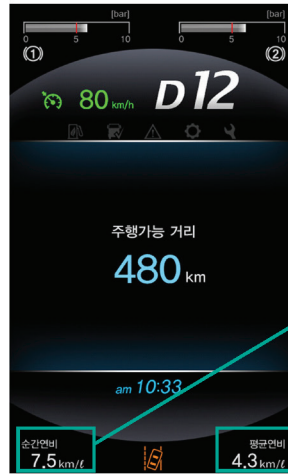 [bar] [bar]
0 5 10 0 5 10
(1) (2)
80 km/h D 12
주행가능 거리
480 km
am 10:33
순간연비 평균연비
7.5 km/ℓ 4.3 km/ℓ